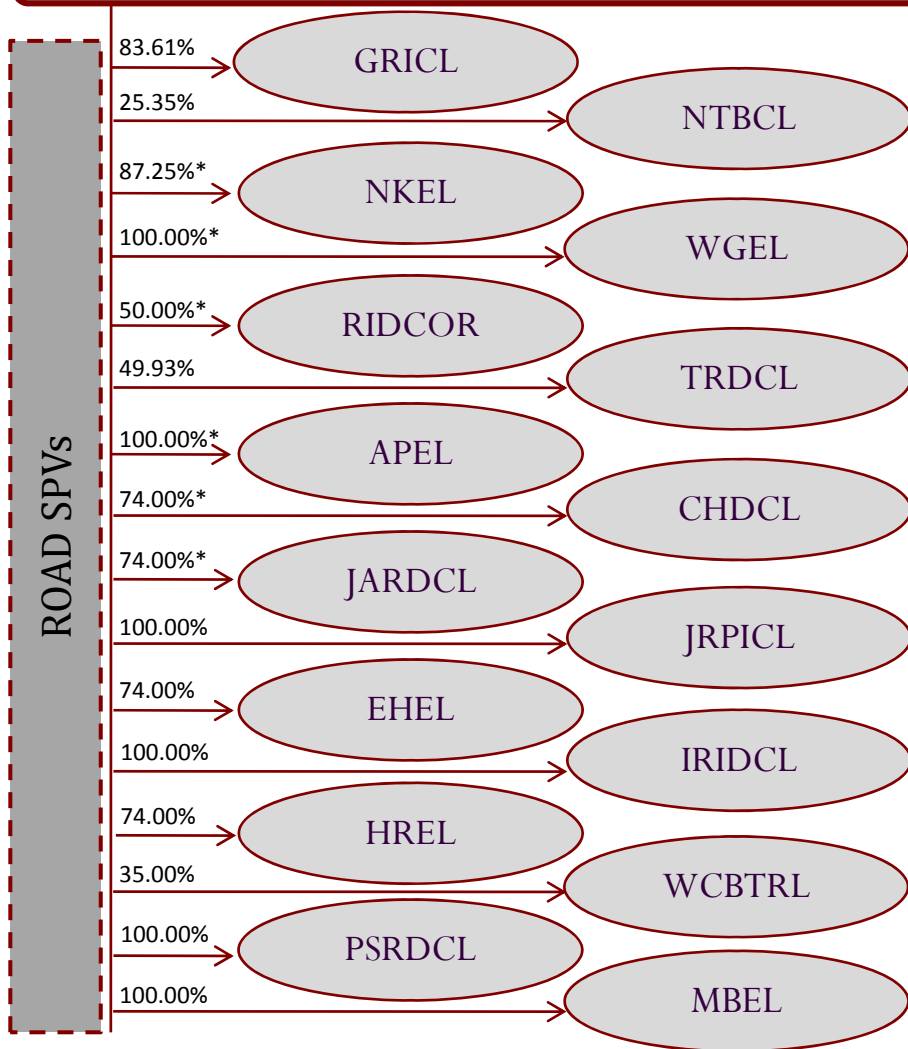 ROAD SPVs
83.61%
GRICL
25.35%
NTBCL
87.25%*
NKEL
100.00%*
WGEL
50.00%*
RIDCOR
49.93%
TRDCL
100.00%*
APEL
74.00%*
CHDCL
74.00%*
JARDCL
100.00%
JRPICL
74.00%
EHEL
100.00%
IRIDCL
74.00%
HREL
35.00%
WCBTRL
100.00%
PSRDCL
100.00%
MBEL